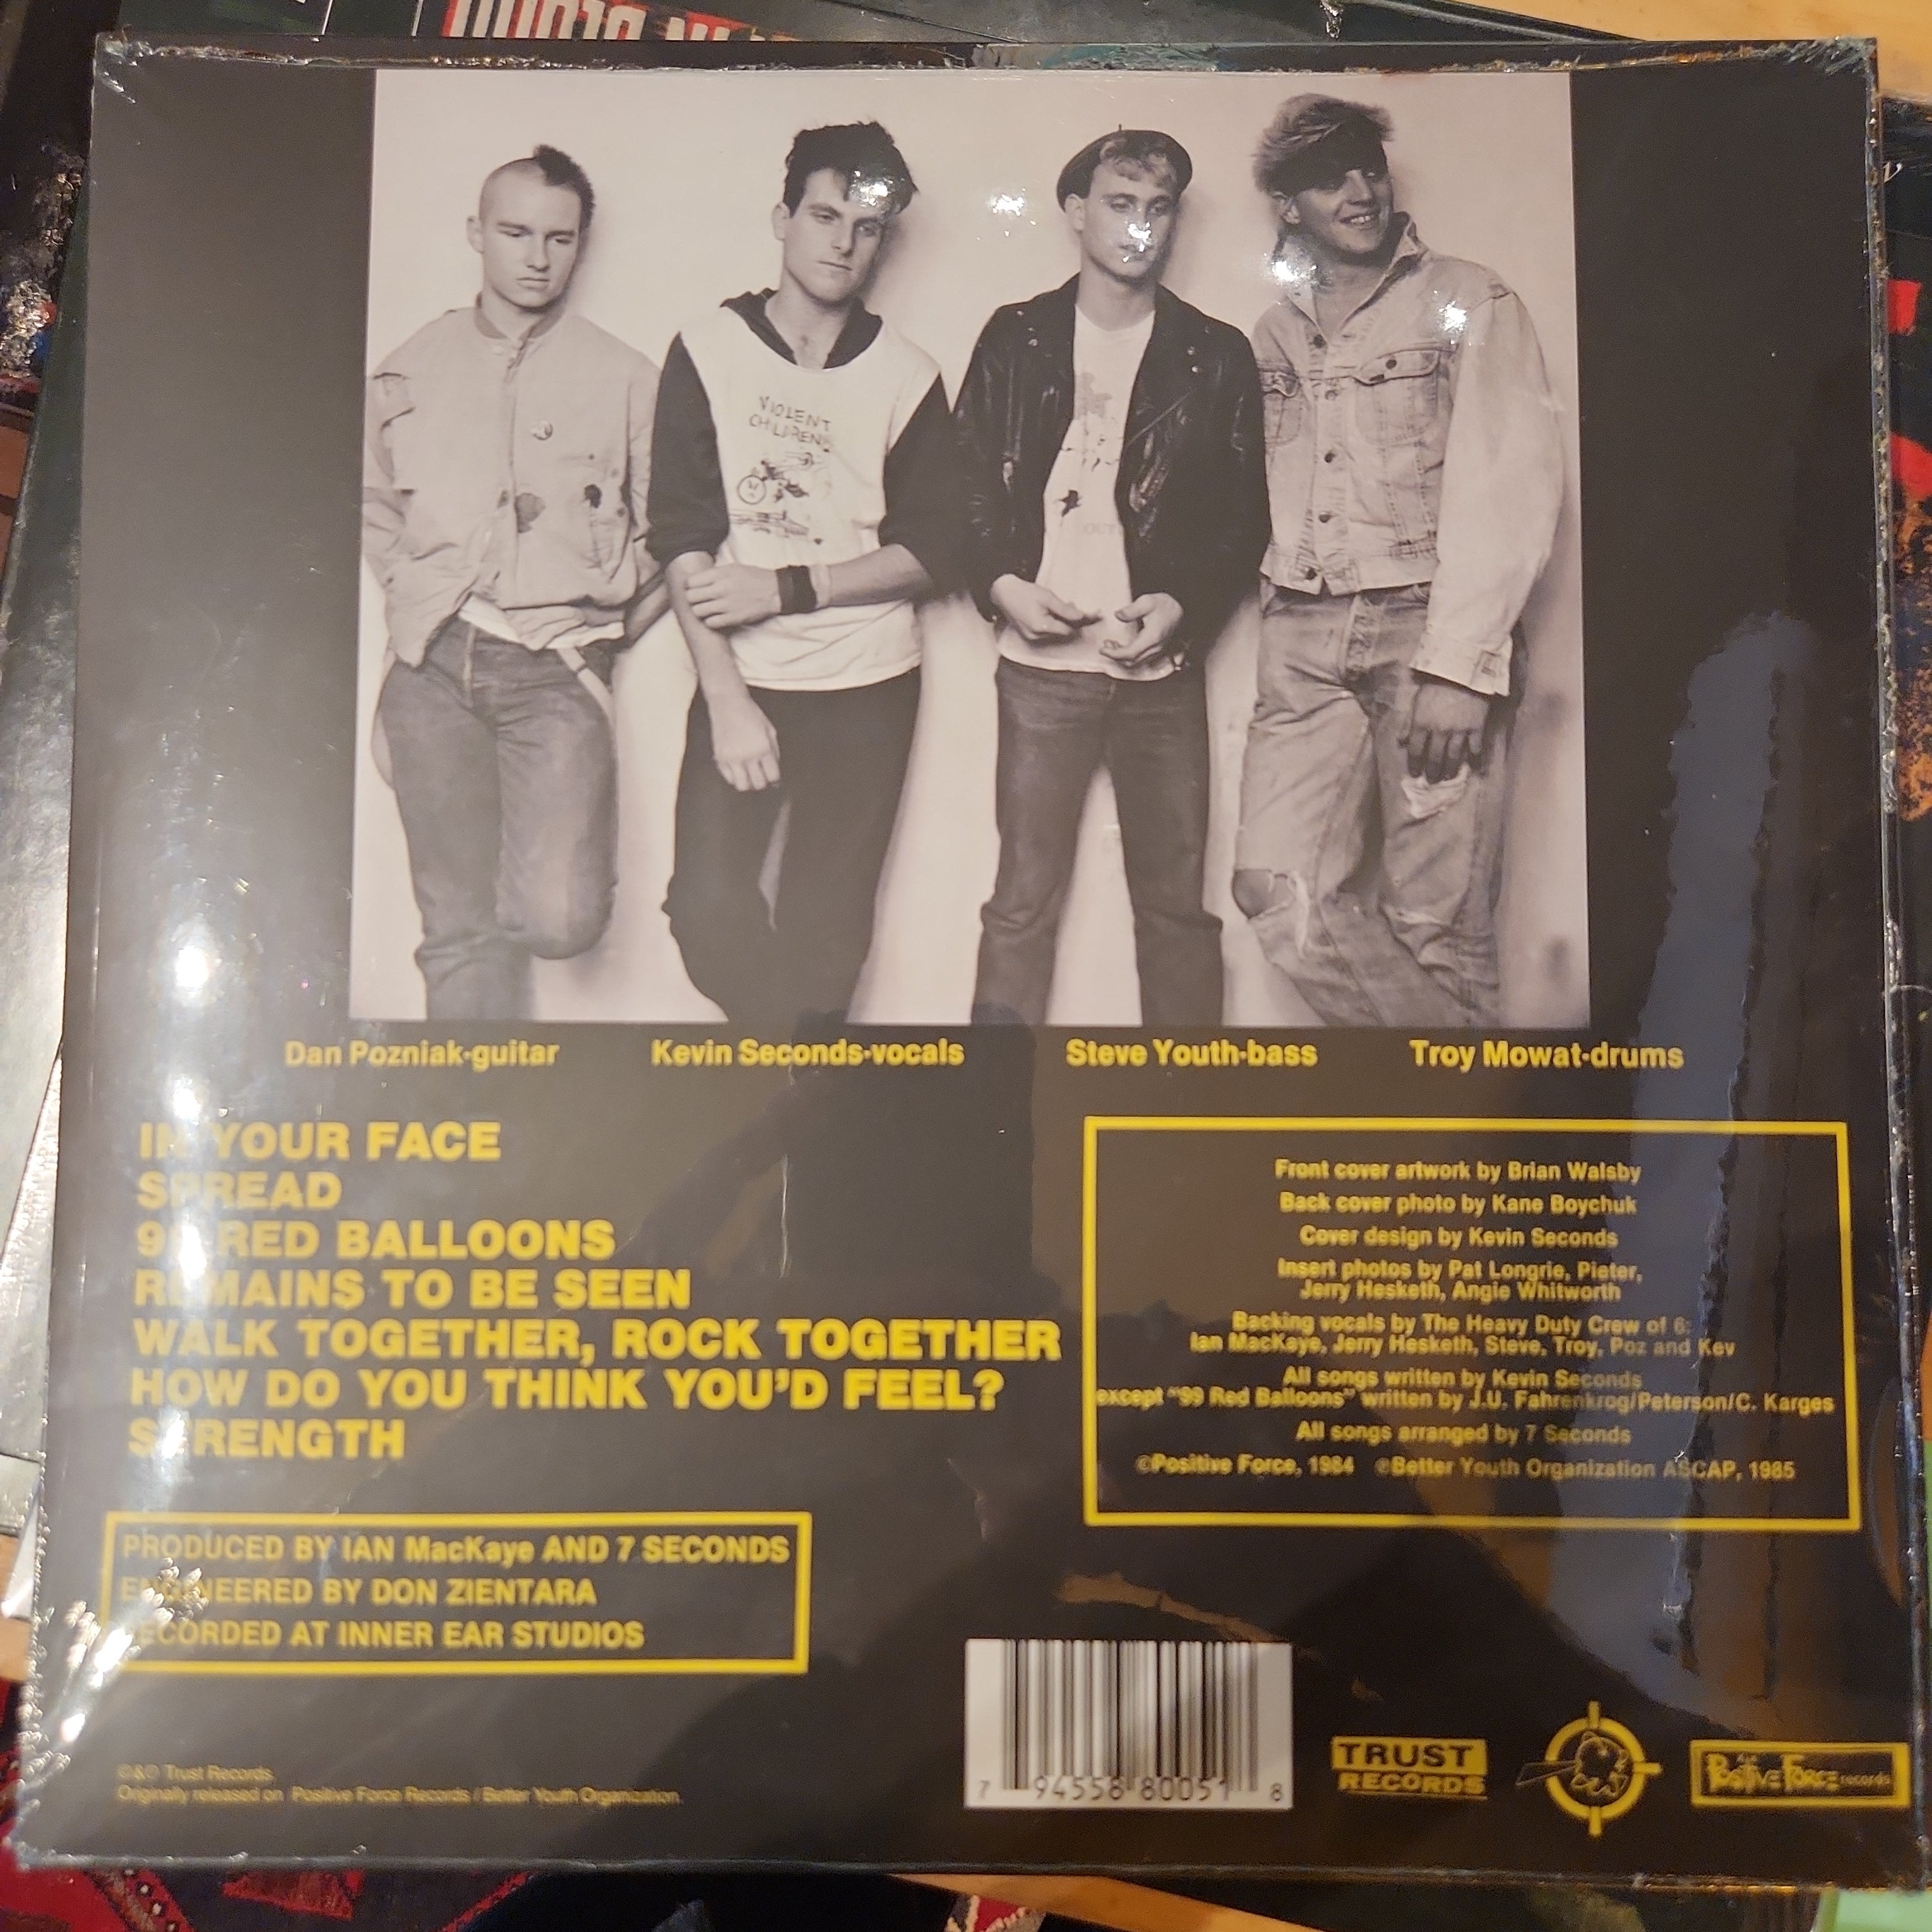 VIOLENT
CHILDREN
Dan Pozniak-guitar
Kevin Seconds-vocals
Steve Youth-bass
Troy Mowat-drums
IN YOUR FACE
SPREAD
99 RED BALLOONS
REMAINS TO BE SEEN
WALK TOGETHER, ROCK TOGETHER
HOW DO YOU THINK YOU'D FEEL?
STRENGTH
Front cover artwork by Brian Walsby
Back cover photo by Kane Boychuk
Cover design by Kevin Seconds
Insert photos by Pat Longrie, Pieter,
Jerry Hesketh, Angie Whitworth
Backing vocals by The Heavy Duty Crew of 6:
Ian MacKaye, Jerry Hesketh, Steve, Troy, Poz and Kev
All songs written by Kevin Seconds
except "99 Red Balloons" written by J.U. Fahrenkrog/Peterson/C. Karges
All songs arranged by 7 Seconds
©Positive Force, 1984 ©Better Youth Organization ASCAP, 1985
PRODUCED BY IAN MacKaye AND 7 SECONDS
ENGINEERED BY DON ZIENTARA
RECORDED AT INNER EAR STUDIOS
©&℗ Trust Records.
Originally released on Positive Force Records / Better Youth Organization.
7 94558 80051 8
TRUST
RECORDS
Positive Force records